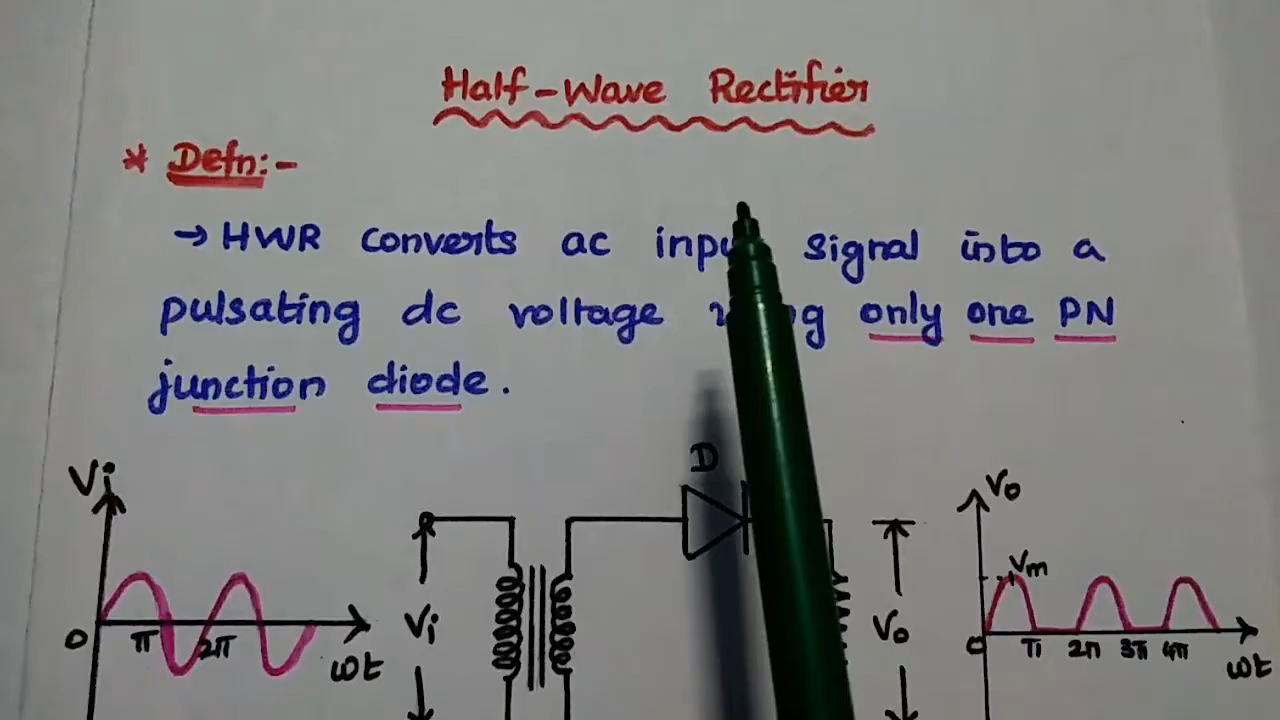 Half-Wave Rectifier
* Defn:-
→ HWR converts ac input signal into a
pulsating dc voltage only one PN
junction diode.
Vi
0 π 2π ωt
Vi
D
Vo
Vo
Vm
0 π 2π 3π 4π ωt